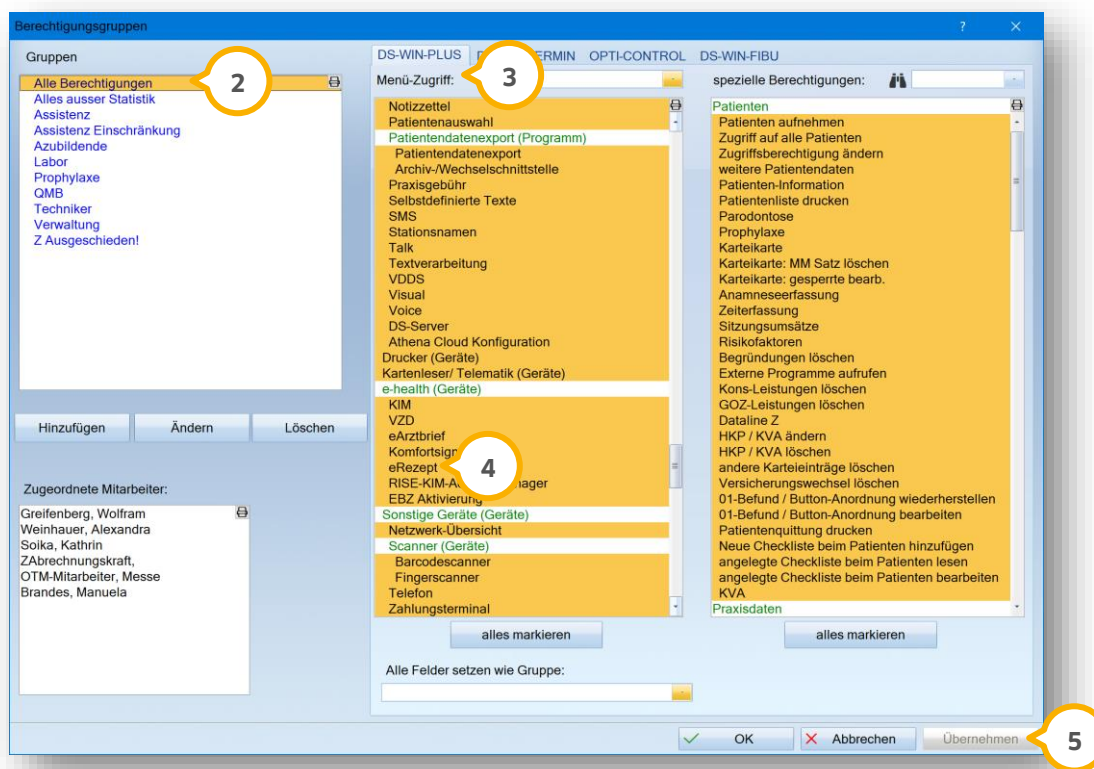 Berechtigungsgruppen
Gruppen
Alle Berechtigungen
Alles ausser Statistik
Assistenz
Assistenz Einschränkung
Azubildende
Labor
Prophylaxe
QMB
Techniker
Verwaltung
Z Ausgeschieden!
2
Hinzufügen Ändern Löschen
Zugeordnete Mitarbeiter:
Greifenberg, Wolfram
Weinhauer, Alexandra
Soika, Kathrin
ZAbrechnungskraft,
OTM-Mitarbeiter, Messe
Brandes, Manuela
DS-WIN-PLUS ERMIN OPTI-CONTROL DS-WIN-FIBU
Menü-Zugriff:
3
Notizzettel
Patientenauswahl
Patientendatenexport (Programm)
Patientendatenexport
Archiv-/Wechselschnittstelle
Praxisgebühr
Selbstdefinierte Texte
SMS
Stationsnamen
Talk
Textverarbeitung
VDDS
Visual
Voice
DS-Server
Athena Cloud Konfiguration
Drucker (Geräte)
Kartenleser/ Telematik (Geräte)
e-health (Geräte)
KIM
VZD
eArztbrief
Komfortsig
eRezept
4
RISE-KIM-A nager
EBZ Aktivierung
Sonstige Geräte (Geräte)
Netzwerk-Übersicht
Scanner (Geräte)
Barcodescanner
Fingerscanner
Telefon
Zahlungsterminal
alles markieren
Alle Felder setzen wie Gruppe:
spezielle Berechtigungen:
Patienten
Patienten aufnehmen
Zugriff auf alle Patienten
Zugriffsberechtigung ändern
weitere Patientendaten
Patienten-Information
Patientenliste drucken
Parodontose
Prophylaxe
Karteikarte
Karteikarte: MM Satz löschen
Karteikarte: gesperrte bearb.
Anamneseerfassung
Zeiterfassung
Sitzungsumsätze
Risikofaktoren
Begründungen löschen
Externe Programme aufrufen
Kons-Leistungen löschen
GOZ-Leistungen löschen
Dataline Z
HKP / KVA ändern
HKP / KVA löschen
andere Karteieinträge löschen
Versicherungswechsel löschen
01-Befund / Button-Anordnung wiederherstellen
01-Befund / Button-Anordnung bearbeiten
Patientenquittung drucken
Neue Checkliste beim Patienten hinzufügen
angelegte Checkliste beim Patienten lesen
angelegte Checkliste beim Patienten bearbeiten
KVA
Praxisdaten
alles markieren
OK Abbrechen Übernehmen
5